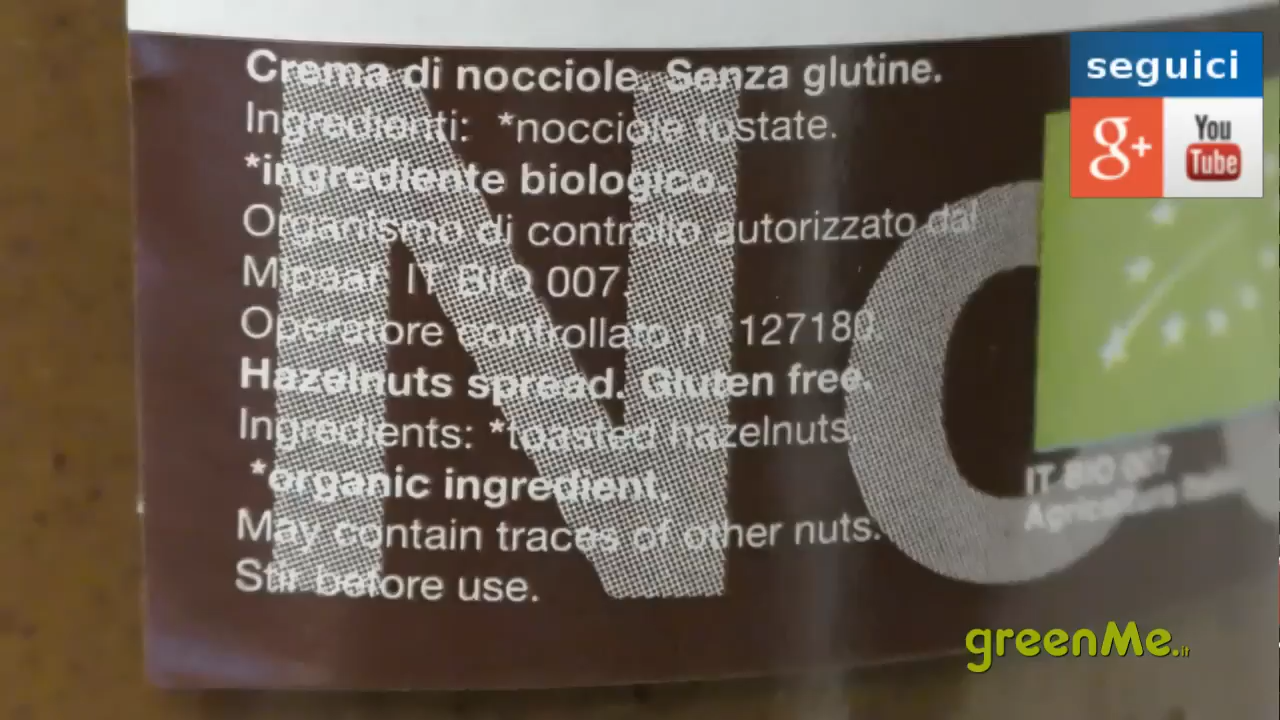 Crema di nocciole. Senza glutine.
Ingredienti: *nocciole tostate.
*ingrediente biologico.
Organismo di controllo autorizzato dal
Mipaaf: IT BIO 007.
Operatore controllato n° 127180.
Hazelnuts spread. Gluten free.
Ingredients: *toasted hazelnuts.
*organic ingredient.
May contain traces of other nuts.
Stir before use.
IT BIO 007
Agricoltura
seguici
g+
You
Tube
greenMe.it